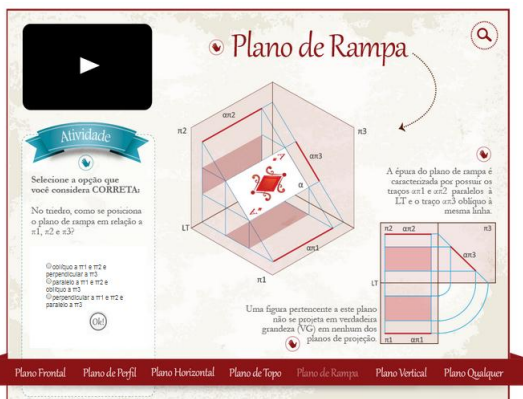 Plano de Rampa
Atividade
Selecione a opção que
você considera CORRETA:
No triedro, como se posiciona
o plano de rampa em relação a
π1, π2 e π3?
oblíquo a π1 e π2 e
perpendicular a π3
paralelo a π1 e π2 e
oblíquo a π3
perpendicular a π1 e π2 e
paralelo a π3
Ok!
π2
απ2
π3
απ3
α
A
LT
απ1
π1
A épura do plano de rampa é
caracterizada por possuir os
traços απ1 e απ2 paralelos à
LT e o traço απ3 oblíquo à
mesma linha.
π2 απ2 π3
απ3
LT
π1 απ1
Uma figura pertencente a este plano
não se projeta em verdadeira
grandeza (VG) em nenhum dos
planos de projeção.
Plano Frontal Plano de Perfil Plano Horizontal Plano de Topo Plano de Rampa Plano Vertical Plano Qualquer